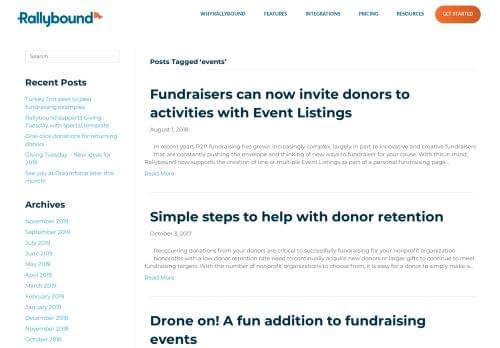 Rallybound
WHY RALLYBOUND
FEATURES
INTEGRATIONS
PRICING
RESOURCES
GET STARTED
Search
Recent Posts
Turkey Trot peer to peer
fundraising examples
Rallybound supports Giving
Tuesday with special template
One-click donations for returning
donors
Giving Tuesday – New ideas for
2019
See you at Dreamforce later this
month!
Archives
November 2019
September 2019
July 2019
June 2019
May 2019
April 2019
March 2019
February 2019
January 2019
December 2018
November 2018
October 2018
Posts Tagged ‘events’
Fundraisers can now invite donors to
activities with Event Listings
August 1, 2018
In recent years P2P fundraising has grown increasingly complex, largely in part to innovative and creative fundraisers
that are constantly pushing the envelope and thinking of new ways to fundraiser for your cause. With this in mind,
Rallybound now supports the creation of one or multiple Event Listings as part of a personal fundraising page...
Read More
Simple steps to help with donor retention
October 3, 2017
Reoccurring donations from your donors are critical to successfully fundraising for your nonprofit organization.
Nonprofits with a low donor retention rate need to continually acquire new donors or larger gifts to continue to meet
fundraising targets. With the number of nonprofit organizations to choose from, it is easy for a donor to simply make a...
Read More
Drone on! A fun addition to fundraising
events